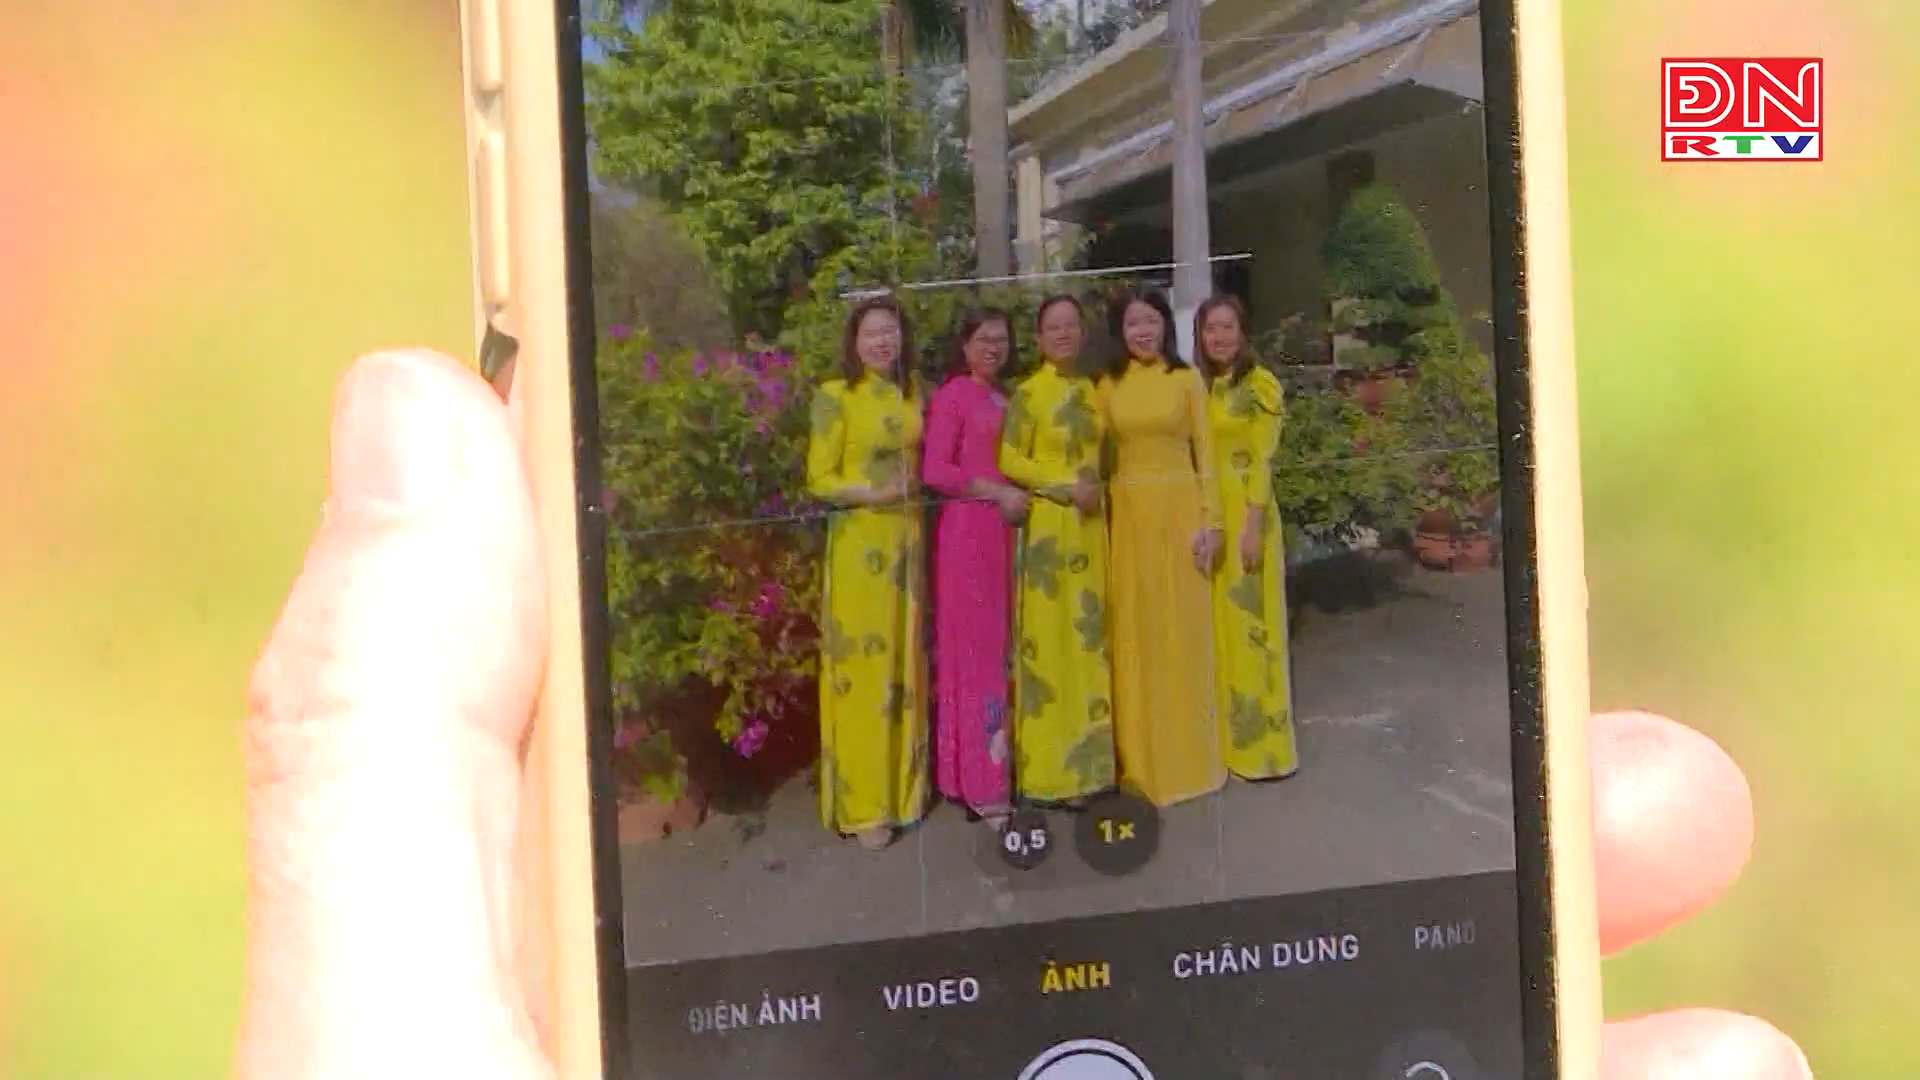 ĐN
RTV
0,5
1x
ĐIỆN ẢNH
VIDEO
ẢNH
CHÂN DUNG
PANO